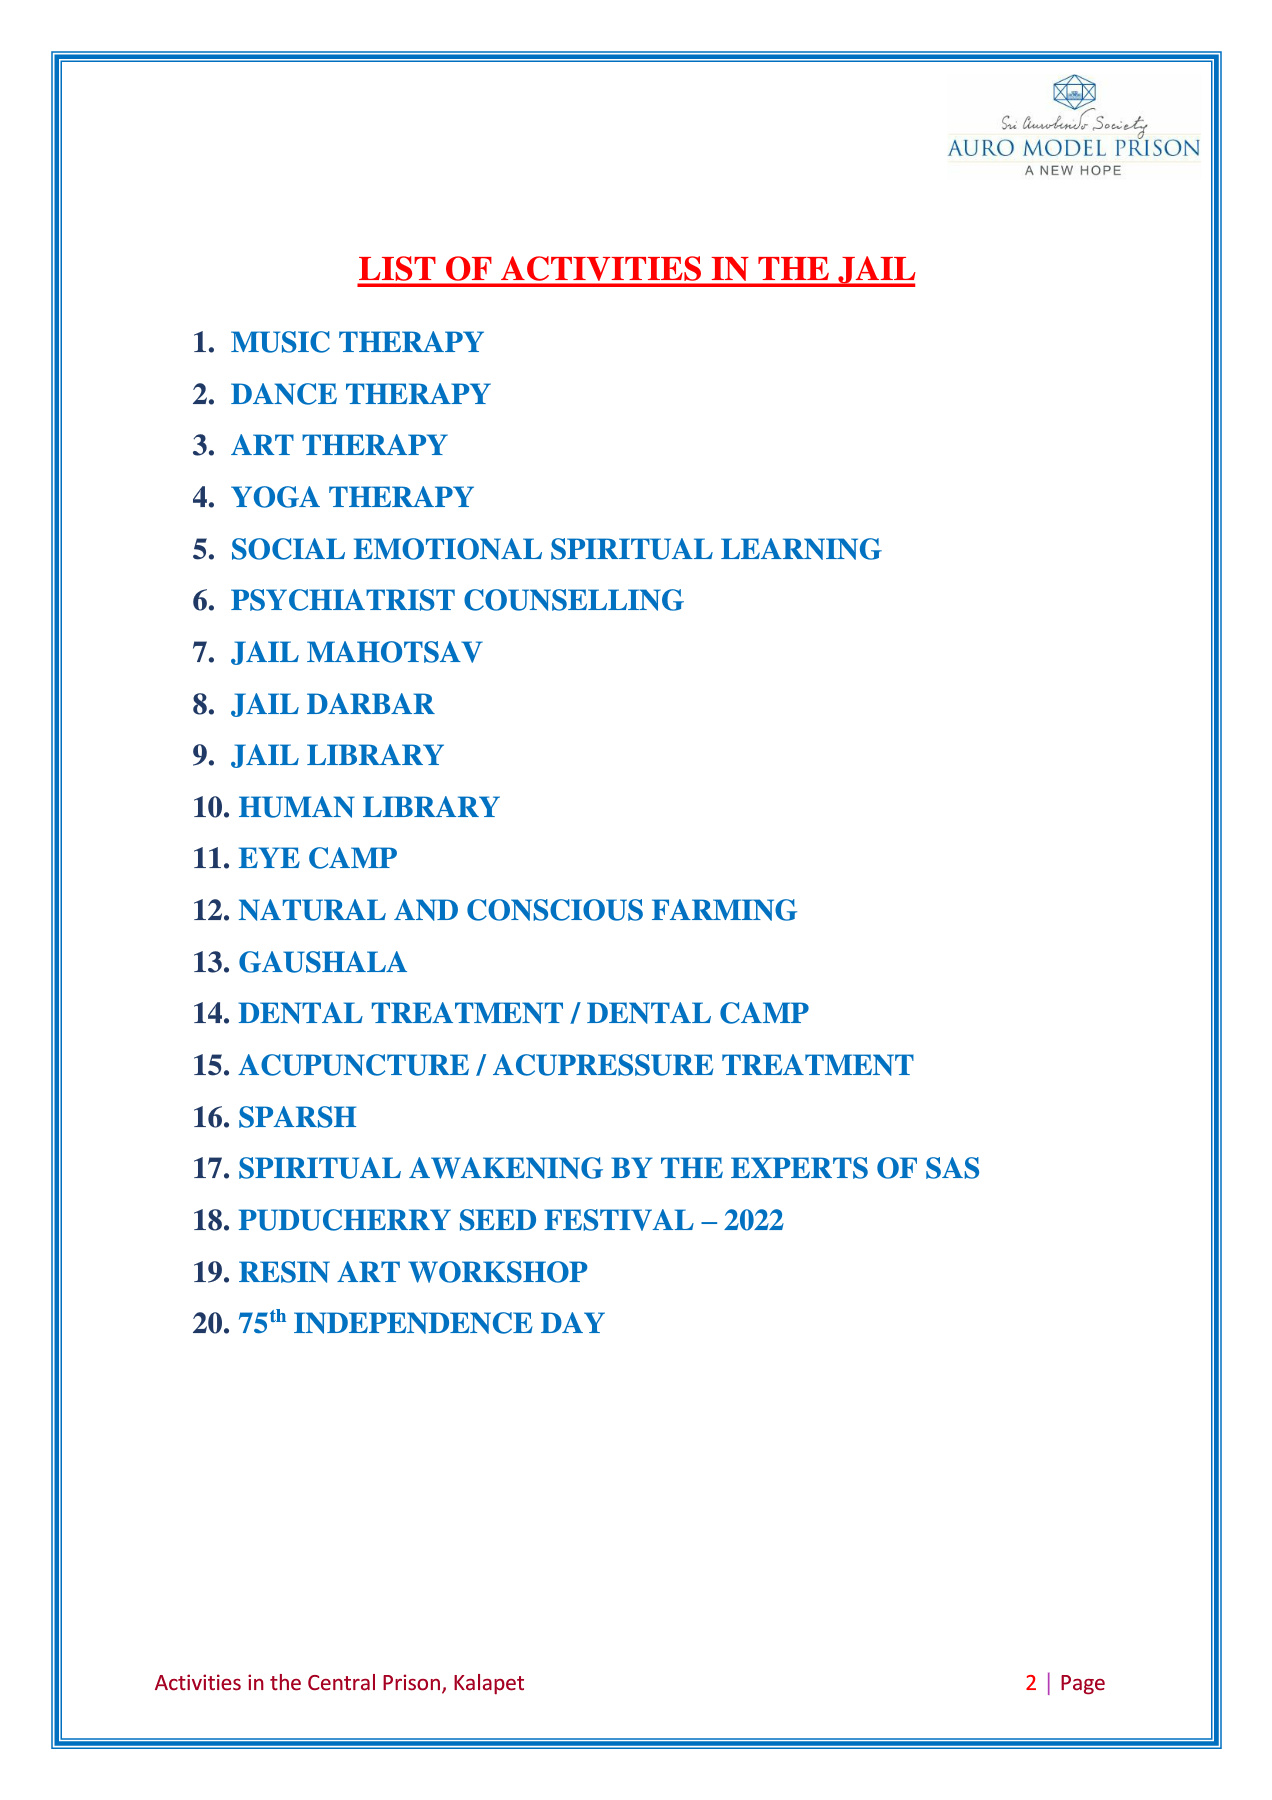 Sri Aurobindo Society
AURO MODEL PRISON
A NEW HOPE
LIST OF ACTIVITIES IN THE JAIL
1. MUSIC THERAPY
2. DANCE THERAPY
3. ART THERAPY
4. YOGA THERAPY
5. SOCIAL EMOTIONAL SPIRITUAL LEARNING
6. PSYCHIATRIST COUNSELLING
7. JAIL MAHOTSAV
8. JAIL DARBAR
9. JAIL LIBRARY
10. HUMAN LIBRARY
11. EYE CAMP
12. NATURAL AND CONSCIOUS FARMING
13. GAUSHALA
14. DENTAL TREATMENT / DENTAL CAMP
15. ACUPUNCTURE / ACUPRESSURE TREATMENT
16. SPARSH
17. SPIRITUAL AWAKENING BY THE EXPERTS OF SAS
18. PUDUCHERRY SEED FESTIVAL – 2022
19. RESIN ART WORKSHOP
20. 75th INDEPENDENCE DAY
Activities in the Central Prison, Kalapet 2 | Page